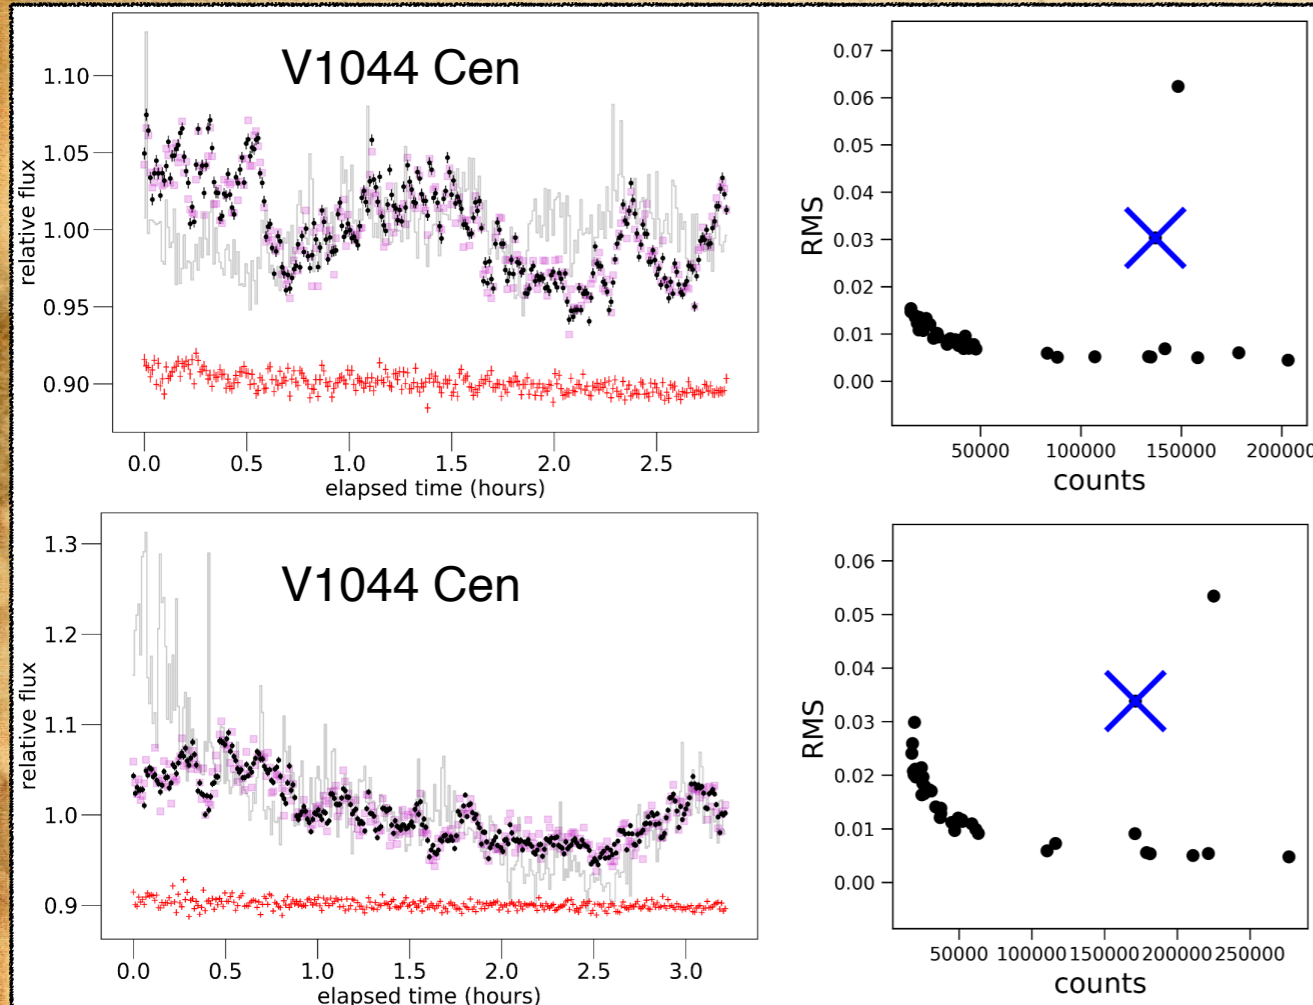 V1044 Cen
1.10
1.05
1.00
0.95
0.90
relative flux
0.0 0.5 1.0 1.5 2.0 2.5
elapsed time (hours)
0.07
0.06
0.05
0.04
0.03
0.02
0.01
0.00
RMS
50000 100000 150000 200000
counts
V1044 Cen
1.3
1.2
1.1
1.0
0.9
relative flux
0.0 0.5 1.0 1.5 2.0 2.5 3.0
elapsed time (hours)
0.06
0.05
0.04
0.03
0.02
0.01
0.00
RMS
50000 100000 150000 200000 250000
counts